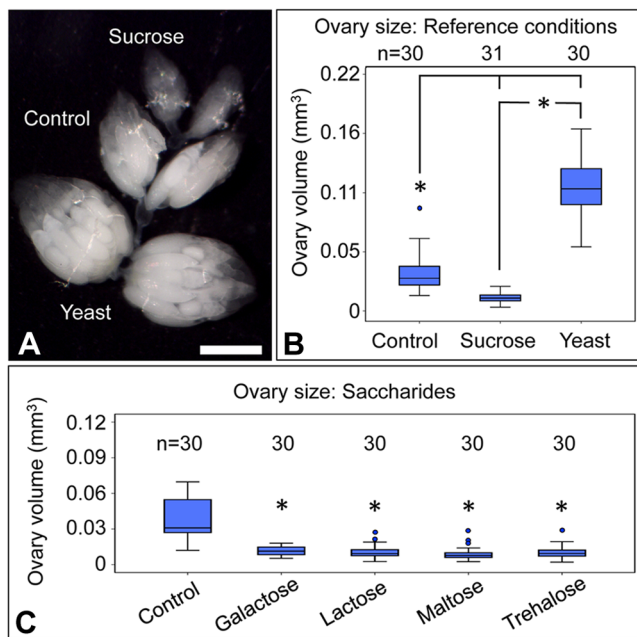 Sucrose
Control
Yeast
A
Ovary size: Reference conditions
n=30 31 30
Ovary volume (mm³)
0.22
0.16
0.11
0.05
0
*
*
Control Sucrose Yeast
B
Ovary size: Saccharides
Ovary volume (mm³)
0.12
0.09
0.06
0.03
0
n=30 30 30 30 30
* * * *
Control Galactose Lactose Maltose Trehalose
C